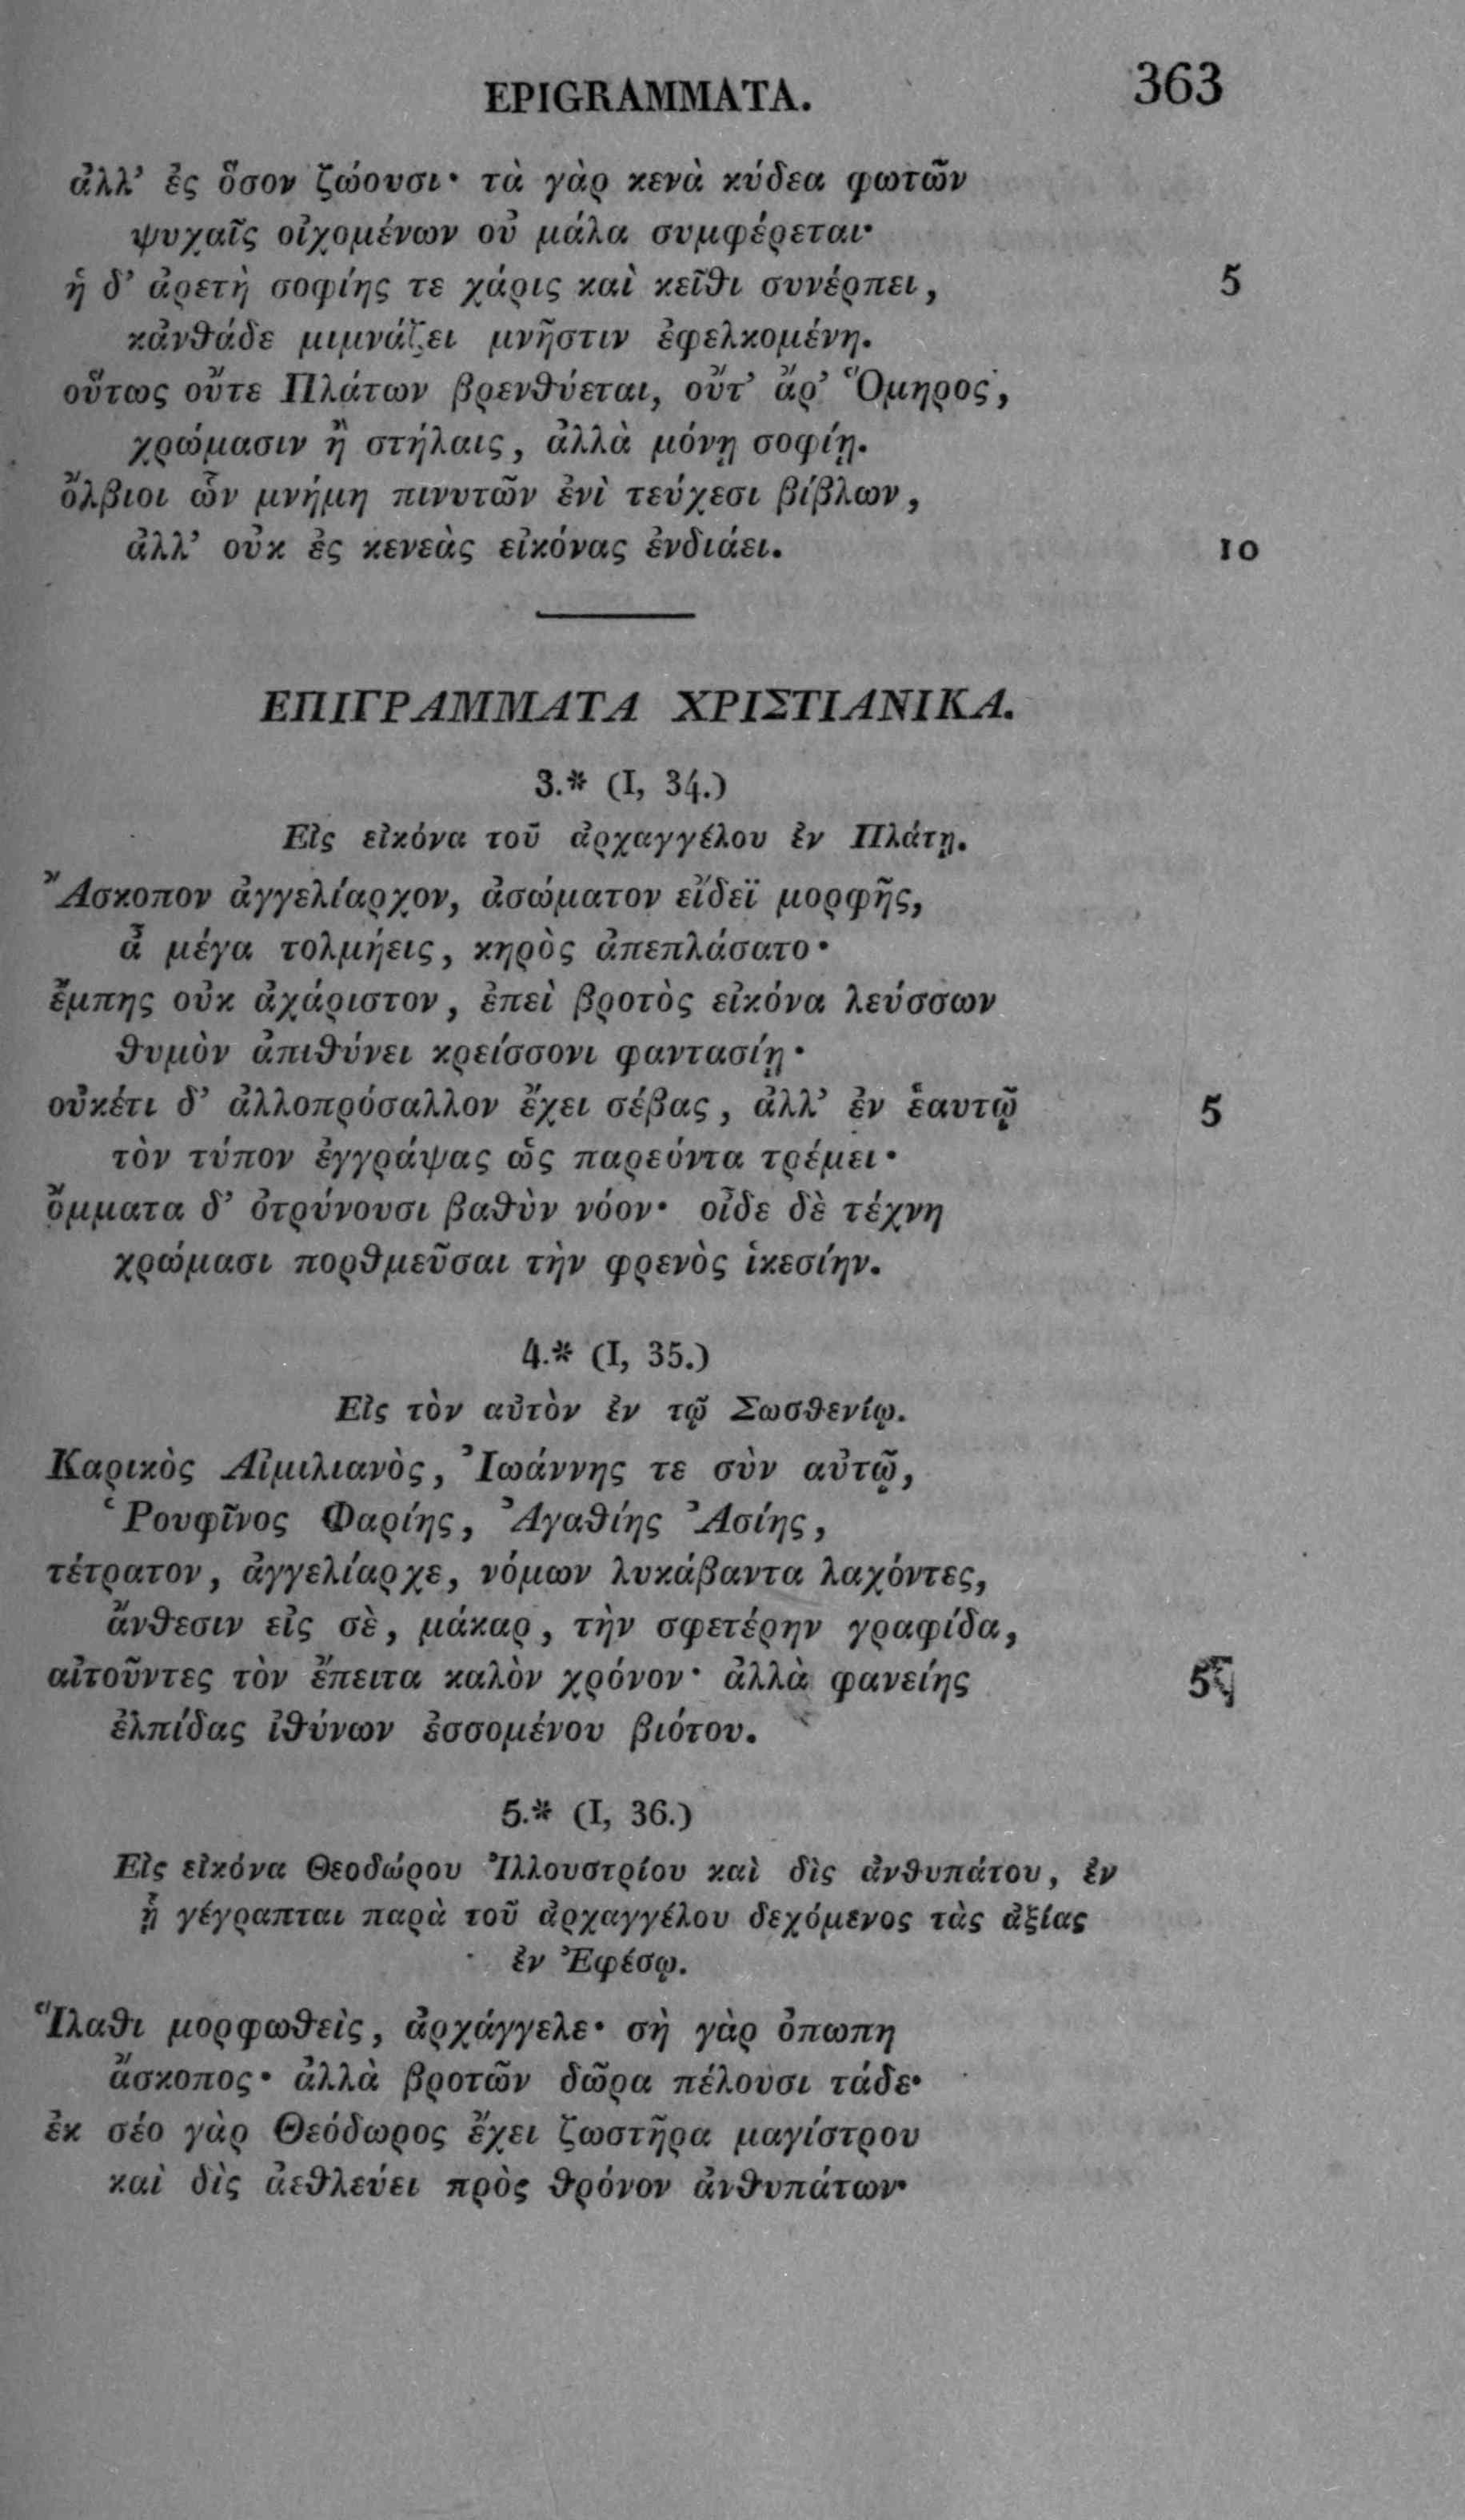 EPIGRAMMATA. 363
ἀλλ’ ἐς ὅσον ζώουσι· τὰ γὰρ κενὰ κύδεα φωτῶν
ψυχαῖς οἰχομένων οὐ μάλα συμφέρεται·
ἡ δ’ ἀρετὴ σοφίης τε χάρις καὶ κεῖθι συνέρπει, 5
κἀνθάδε μιμνάζει μνῆστιν ἐφελκομένη.
οὕτως οὔτε Πλάτων βρενθύεται, οὔτ’ ἄρ’ Ὅμηρος,
χρώμασιν ἢ στήλαις, ἀλλὰ μόνῃ σοφίῃ.
ὄλβιοι ὧν μνήμη πινυτῶν ἐνὶ τεύχεσι βίβλων,
ἀλλ’ οὐκ ἐς κενεὰς εἰκόνας ἐνδιάει. 10
ΕΠΙΓΡΑΜΜΑΤΑ ΧΡΙΣΤΙΑΝΙΚΑ.
3.* (I, 34.)
Εἰς εἰκόνα τοῦ ἀρχαγγέλου ἐν Πλάτῃ.
Ἄσκοπον ἀγγελίαρχον, ἀσώματον εἴδεϊ μορφῆς,
ἆ μέγα τολμήεις, κηρὸς ἀπεπλάσατο·
ἔμπης οὐκ ἀχάριστον, ἐπεὶ βροτὸς εἰκόνα λεύσσων
θυμὸν ἀπιθύνει κρείσσονι φαντασίῃ·
οὐκέτι δ’ ἀλλοπρόσαλλον ἔχει σέβας, ἀλλ’ ἐν ἑαυτῷ 5
τὸν τύπον ἐγγράψας ὡς παρεόντα τρέμει·
ὄμματα δ’ ὀτρύνουσι βαθὺν νόον· οἶδε δὲ τέχνη
χρώμασι πορθμεῦσαι τὴν φρενὸς ἱκεσίην.
4.* (I, 35.)
Εἰς τὸν αὐτὸν ἐν τῷ Σωσθενίῳ.
Καρικὸς Αἰμιλιανὸς, Ἰωάννης τε σὺν αὐτῷ,
Ῥουφῖνος Φαρίης, Ἀγαθίης Ἀσίης,
τέτρατον, ἀγγελίαρχε, νόμων λυκάβαντα λαχόντες,
ἄνθεσιν εἰς σὲ, μάκαρ, τὴν σφετέρην γραφίδα,
αἰτοῦντες τὸν ἔπειτα καλὸν χρόνον· ἀλλὰ φανείης 5
ἐλπίδας ἰθύνων ἐσσομένου βιότου.
5.* (I, 36.)
Εἰς εἰκόνα Θεοδώρου Ἰλλουστρίου καὶ δὶς ἀνθυπάτου, ἐν
ᾗ γέγραπται παρὰ τοῦ ἀρχαγγέλου δεχόμενος τὰς ἀξίας
ἐν Ἐφέσῳ.
Ἵλαθι μορφωθεὶς, ἀρχάγγελε· σὴ γὰρ ὀπωπη
ἄσκοπος· ἀλλὰ βροτῶν δῶρα πέλουσι τάδε·
ἐκ σέο γὰρ Θεόδωρος ἔχει ζωστῆρα μαγίστρου
καὶ δὶς ἀεθλεύει πρὸς θρόνον ἀνθυπάτων·